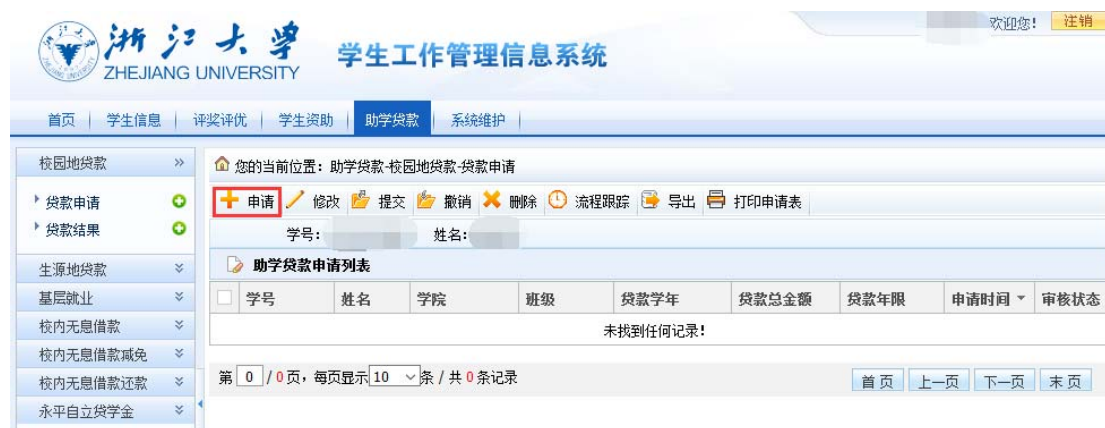 欢迎您! 注销
浙江大学
ZHEJIANG UNIVERSITY
学生工作管理信息系统
首页 学生信息 评奖评优 学生资助 助学贷款 系统维护
校园地贷款
贷款申请
贷款结果
生源地贷款
基层就业
校内无息借款
校内无息借款减免
校内无息借款还款
永平自立贷学金
您的当前位置：助学贷款-校园地贷款-贷款申请
申请 修改 提交 撤销 删除 流程跟踪 导出 打印申请表
学号: 姓名:
助学贷款申请列表
学号 姓名 学院 班级 贷款学年 贷款总金额 贷款年限 申请时间 审核状态
未找到任何记录!
第 0 / 0 页，每页显示 10 条 / 共 0 条记录
首页 上一页 下一页 末页